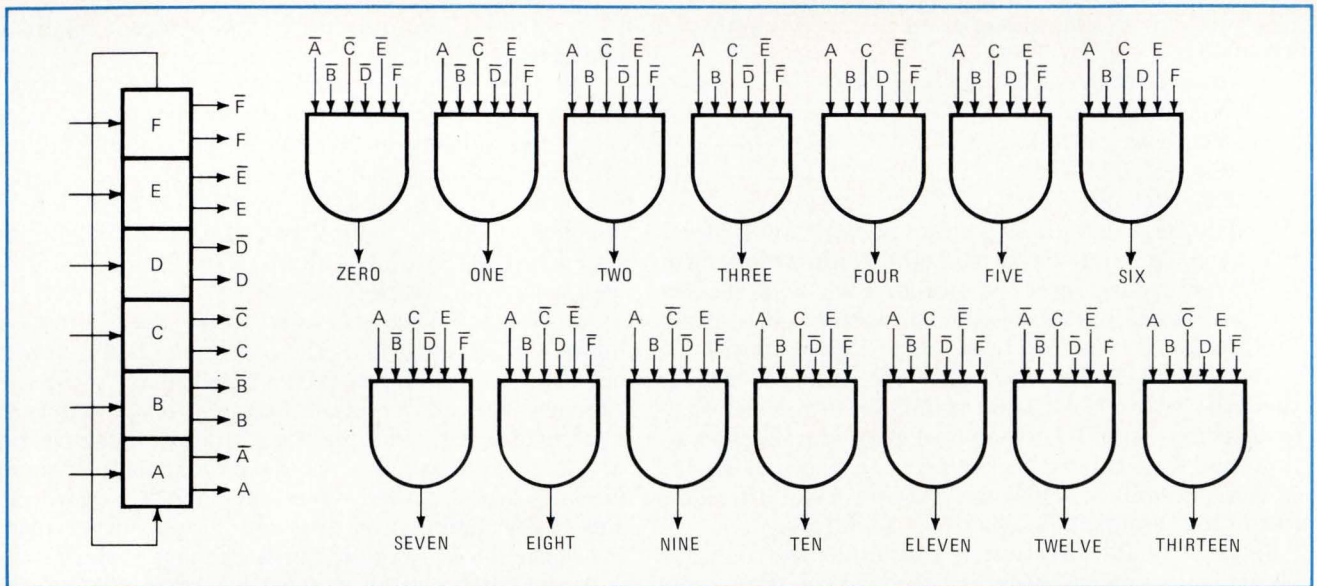 F
E
D
C
B
A
F̅
F
E̅
E
D̅
D
C̅
C
B̅
B
A̅
A
A̅ C̅ E
B̅ D̅ F̅
ZERO
A C̅ E̅
B̅ D̅ F̅
ONE
A C̅ E̅
B D̅ F̅
TWO
A C E̅
B D̅ F̅
THREE
A C E̅
B D F̅
FOUR
A C E
B D F̅
FIVE
A C E
B D F
SIX
A C E
B̅ D̅ F̅
SEVEN
A C̅ E̅
B D F̅
EIGHT
A C̅ E
B D̅ F̅
NINE
A C E
B D̅ F̅
TEN
A C E̅
B̅ D̅ F̅
ELEVEN
A̅ C E̅
B̅ D̅ F
TWELVE
A C̅ E
B D F̅
THIRTEEN